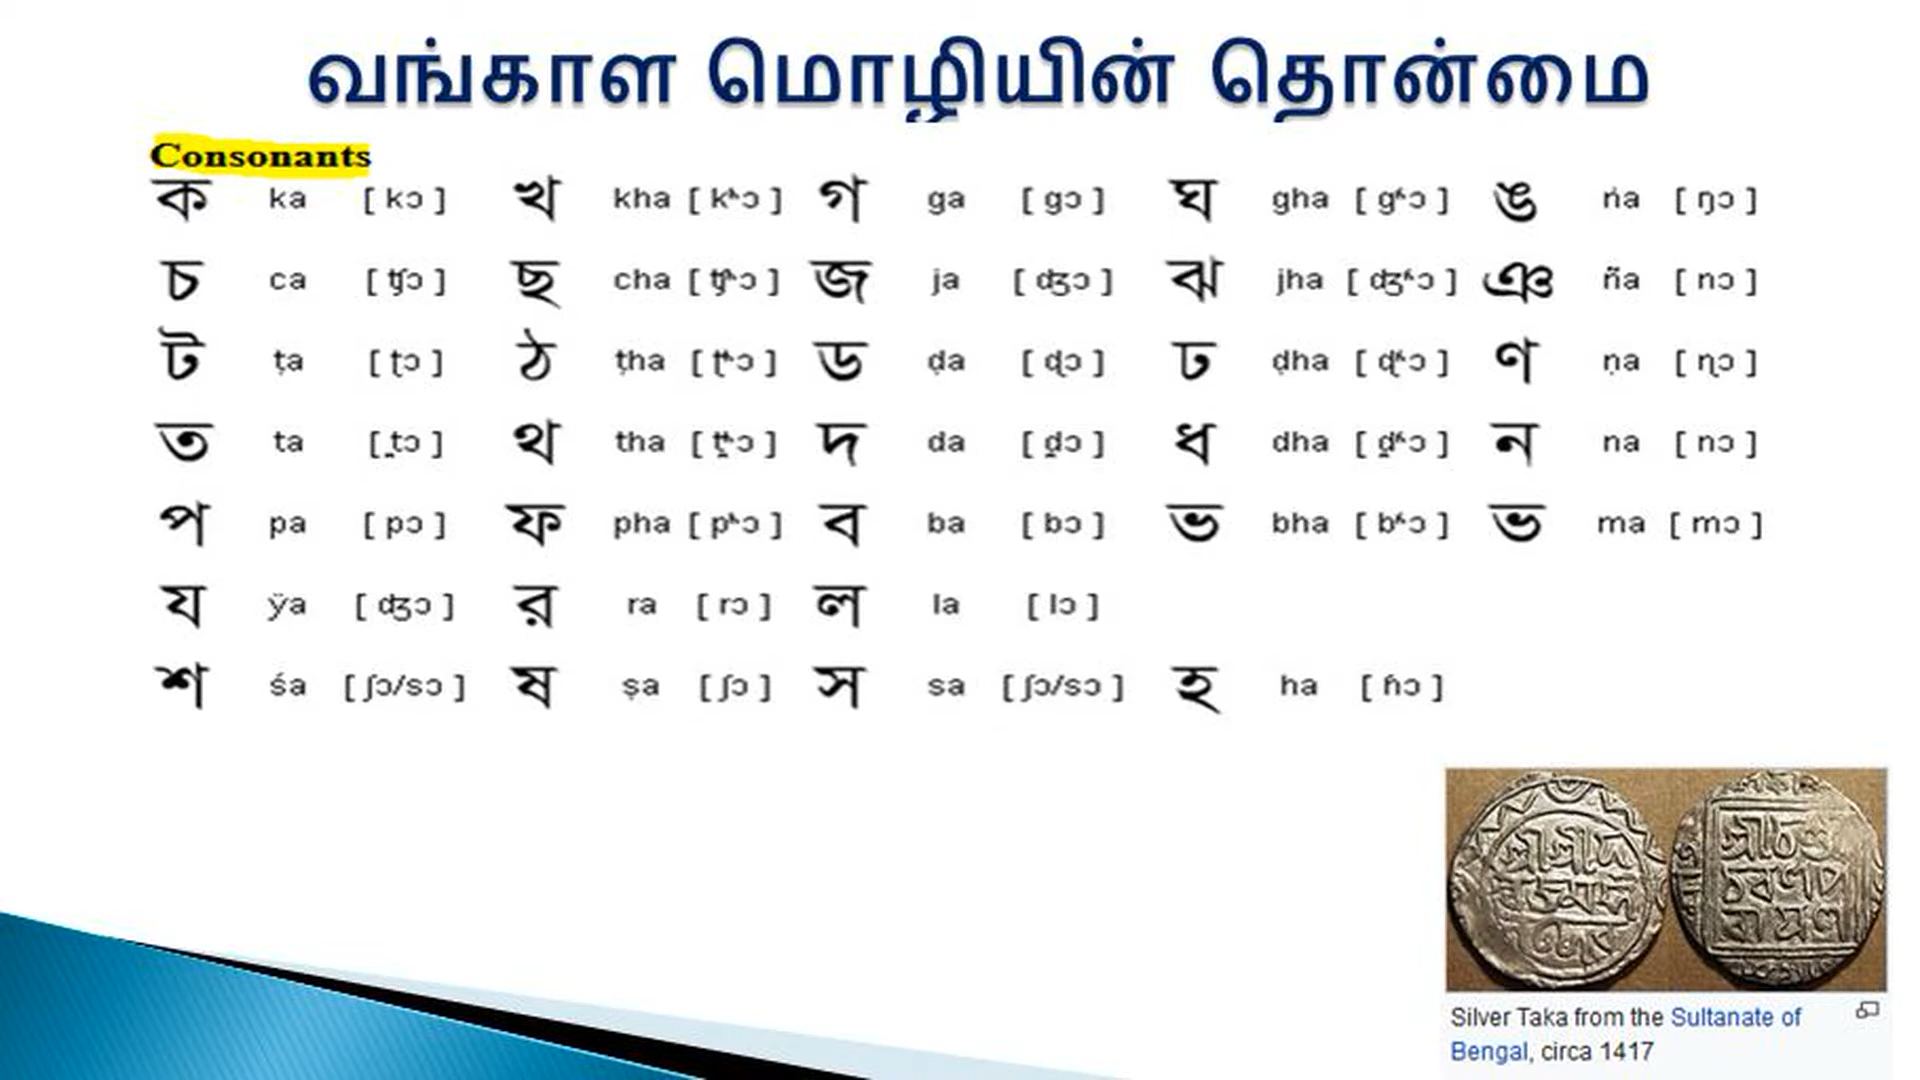 வங்காள மொழியின் தொன்மை
Consonants
ক ka [ kɔ ] খ kha [ kʰɔ ] গ ga [ gɔ ] ঘ gha [ gʱɔ ] ঙ ṅa [ ŋɔ ]
চ ca [ ʧɔ ] ছ cha [ ʧʰɔ ] জ ja [ ʤɔ ] ঝ jha [ ʤʱɔ ] ঞ ña [ nɔ ]
ট ṭa [ ʈɔ ] ঠ ṭha [ ʈʰɔ ] ড ḍa [ ɖɔ ] ঢ ḍha [ ɖʱɔ ] ণ ṇa [ ɳɔ ]
ত ta [ t̪ɔ ] থ tha [ t̪ʰɔ ] দ da [ d̪ɔ ] ধ dha [ d̪ʱɔ ] ন na [ nɔ ]
প pa [ pɔ ] ফ pha [ pʰɔ ] ব ba [ bɔ ] ভ bha [ bʱɔ ] ভ ma [ mɔ ]
য ÿa [ ʤɔ ] র ra [ rɔ ] ল la [ lɔ ]
শ śa [ ʃɔ/sɔ ] ষ ṣa [ ʃɔ ] স sa [ ʃɔ/sɔ ] হ ha [ ɦɔ ]
Silver Taka from the Sultanate of
Bengal, circa 1417